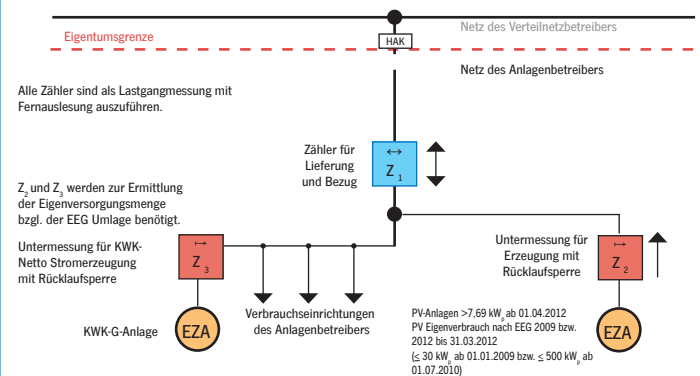 Netz des Verteilnetzbetreibers
Eigentumsgrenze
HAK
Netz des Anlagenbetreibers
Alle Zähler sind als Lastgangmessung mit
Fernauslesung auszuführen.
Zähler für
Lieferung
und Bezug
↔
Z 1
Z2 und Z3 werden zur Ermittlung
der Eigenversorgungsmenge
bzgl. der EEG Umlage benötigt.
Untermessung für KWK-
Netto Stromerzeugung
mit Rücklaufsperre
Z 3
Untermessung für
Erzeugung mit
Rücklaufsperre
Z 2
KWK-G-Anlage
EZA
Verbrauchseinrichtungen
des Anlagenbetreibers
PV-Anlagen >7,69 kWp ab 01.04.2012
PV Eigenverbrauch nach EEG 2009 bzw.
2012 bis 31.03.2012
(≤ 30 kWp ab 01.01.2009 bzw. ≤ 500 kWp ab
01.07.2010)
EZA